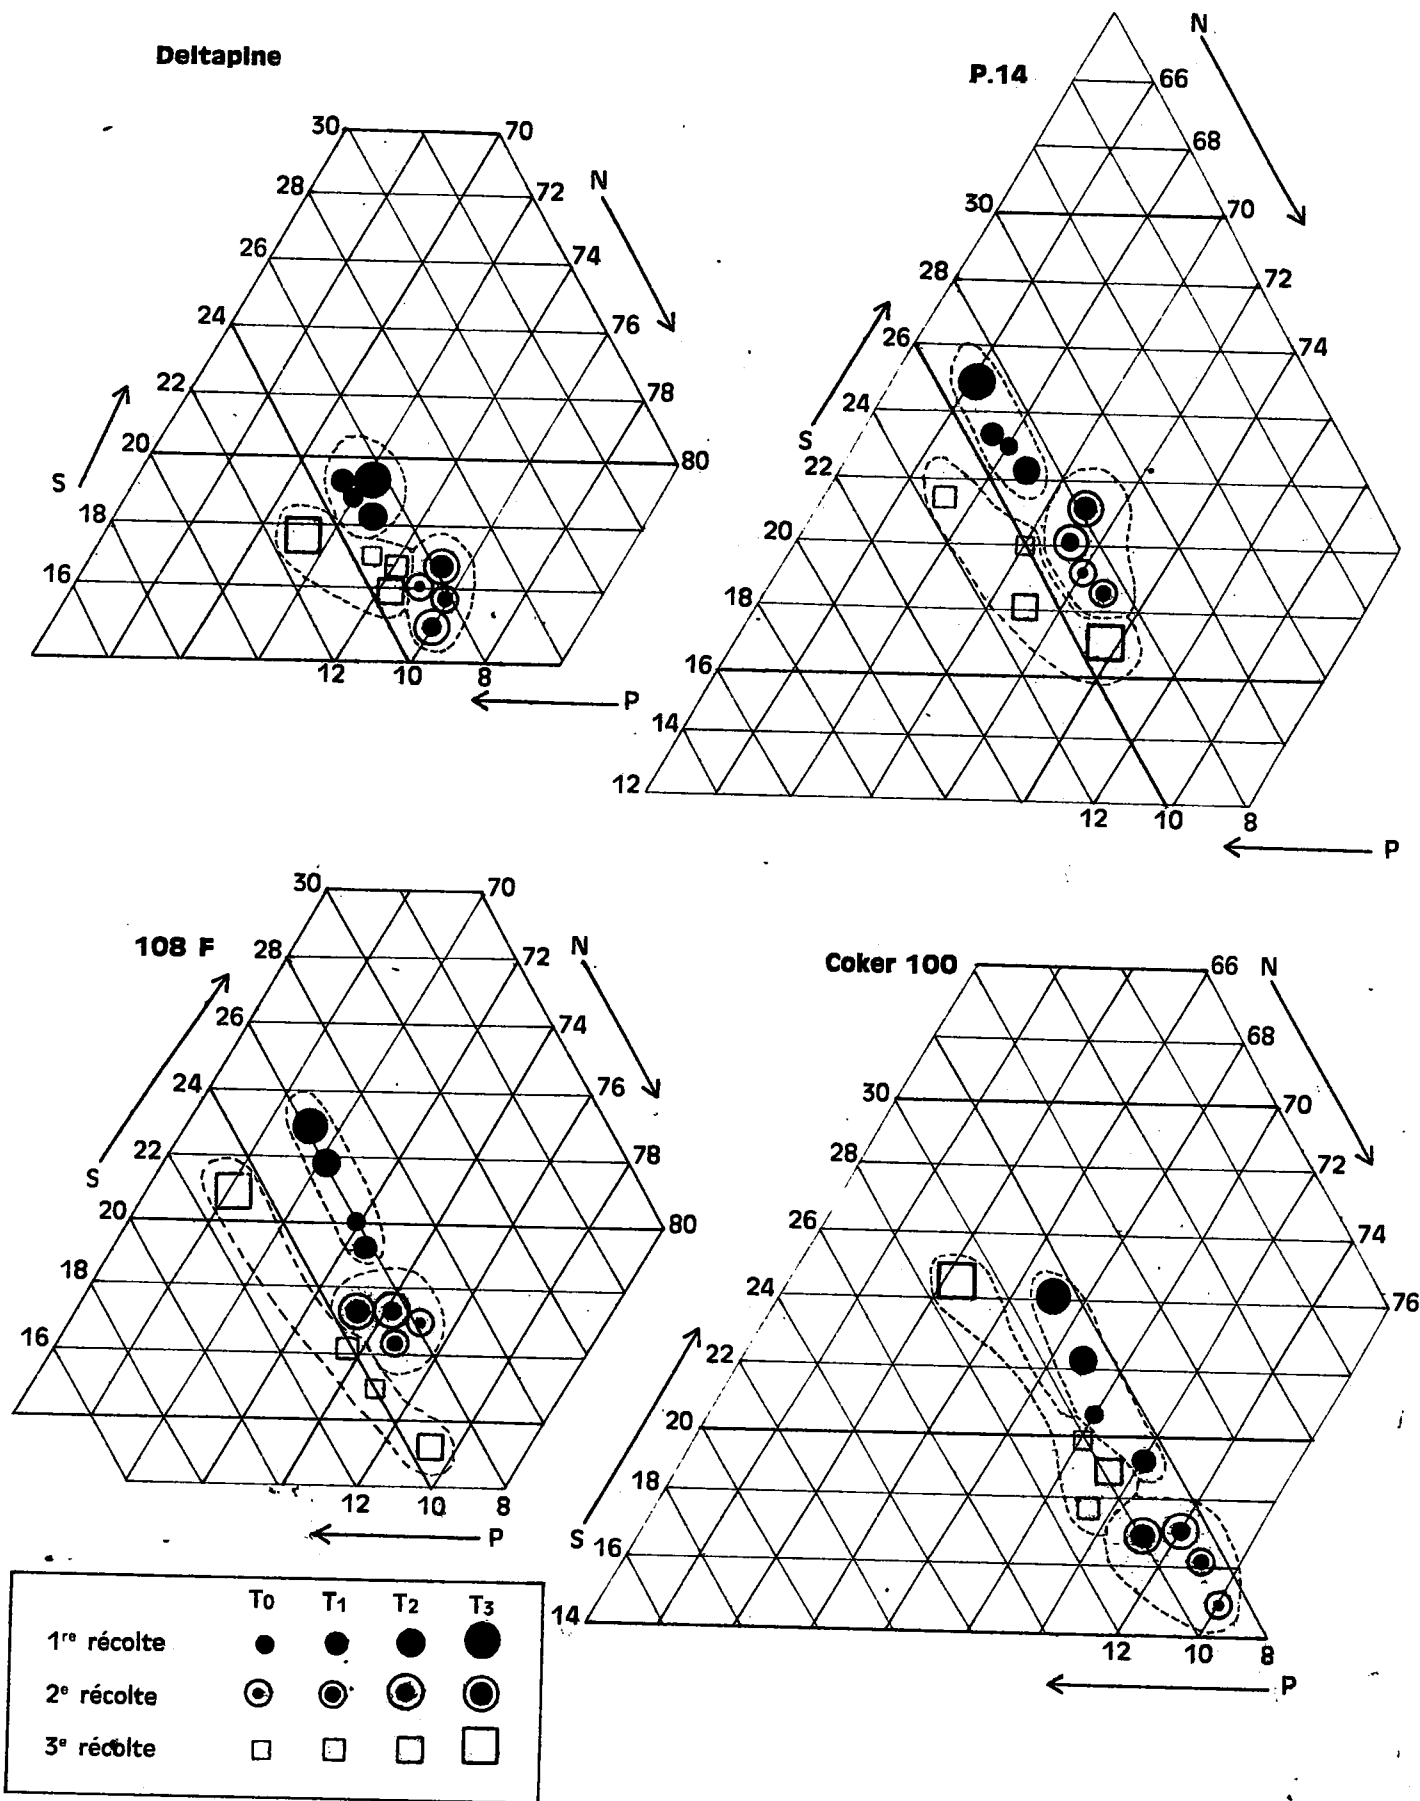 Deltapine
30 70
28 72
N
26 74
24 76
22 78
20 80
S
18
16
12 10 8
P
N
P.14
66
68
30 70
28 72
26 74
24
S
22
20
18
16
14
12
12 10 8
P
30 70
108 F
28 72
N
26 74
24 76
22 78
S
20 80
18
16
12 10 8
P
Coker 100
66 N
68
30 70
28 72
26 74
24 76
22
20
18
S
16
14
12 10 8
P
T0 T1 T2 T3
1re récolte
2e récolte
3e récolte